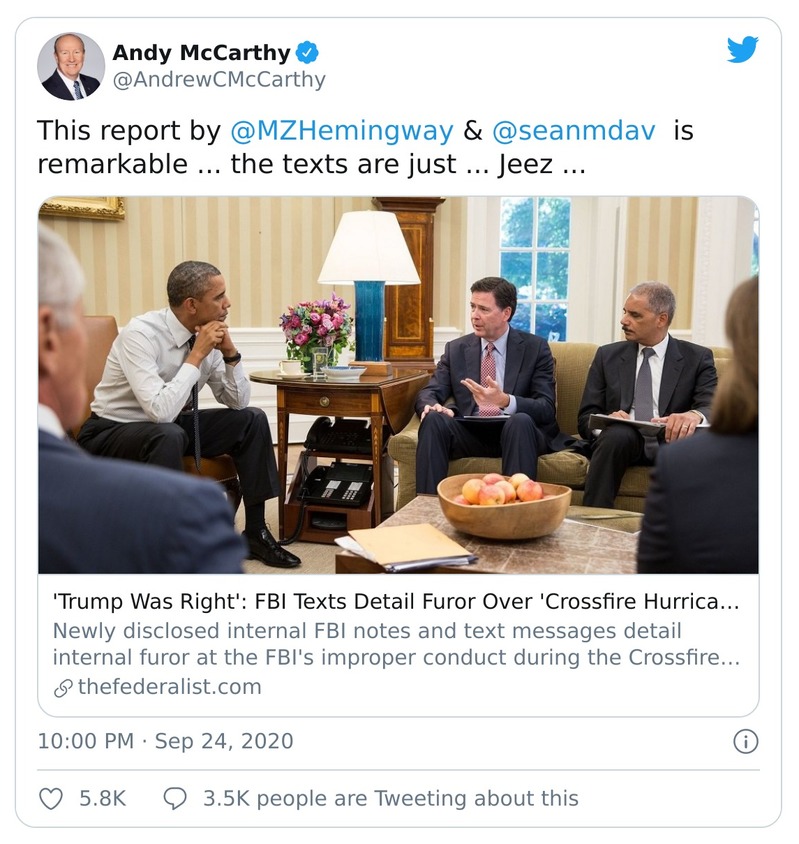 Andy McCarthy
@AndrewCMcCarthy
This report by @MZHemingway & @seanmdav is
remarkable ... the texts are just ... Jeez ...
'Trump Was Right': FBI Texts Detail Furor Over 'Crossfire Hurrica...
Newly disclosed internal FBI notes and text messages detail
internal furor at the FBI's improper conduct during the Crossfire...
thefederalist.com
10:00 PM · Sep 24, 2020
5.8K 3.5K people are Tweeting about this